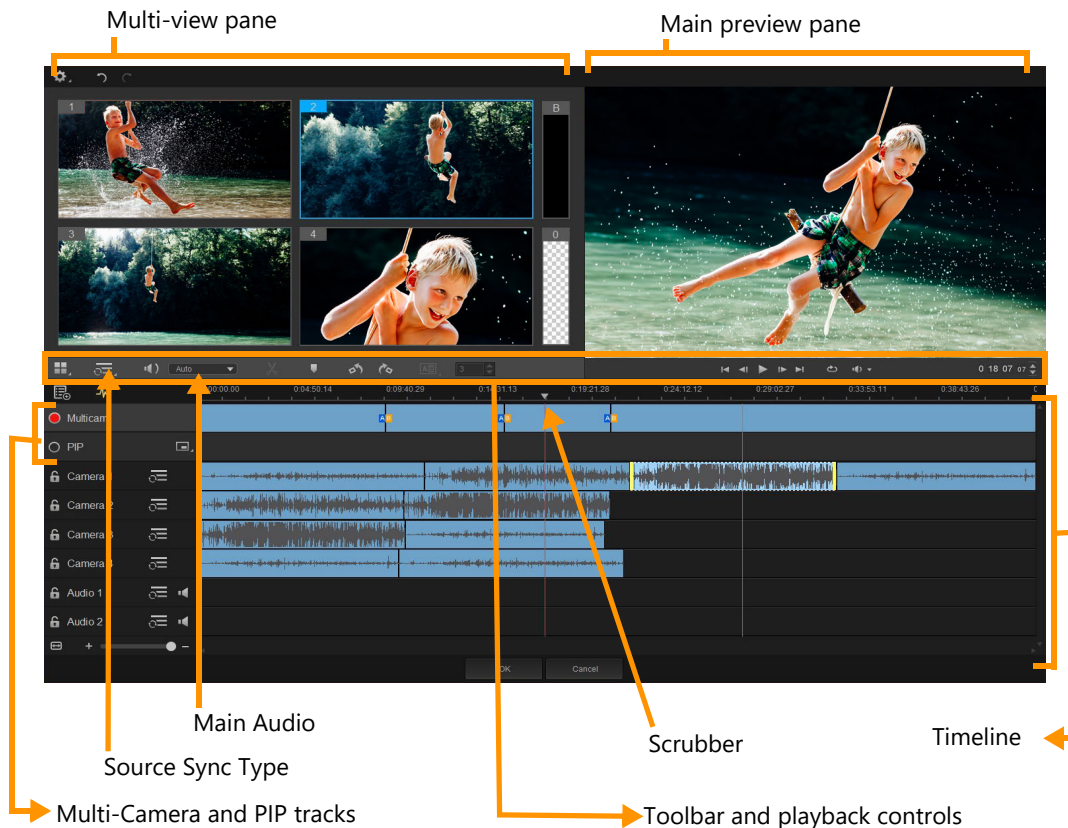 Multi-view pane
Main preview pane
1
2
B
3
4
0
Auto
3
0 18 07 07
00:00.00
0:04:50.14
0:09:40.29
0:19:21.28
0:24:12.12
0:29:02.27
0:33:53.11
0:38:43.26
Multicam
A B
A B
A B
PIP
Camera 1
Camera 2
Camera 3
Camera 4
Audio 1
Audio 2
OK
Cancel
Main Audio
Scrubber
Timeline
Source Sync Type
Multi-Camera and PIP tracks
Toolbar and playback controls